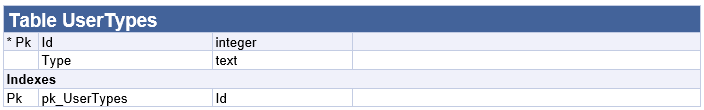 Table UserTypes
* Pk Id integer
Type text
Indexes
Pk pk_UserTypes Id